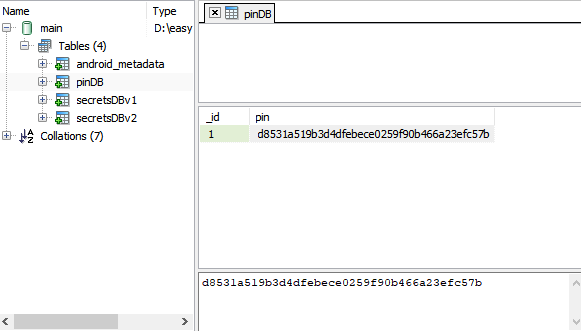 Name Type
main D:\easy
Tables (4)
android_metadata
pinDB
secretsDBv1
secretsDBv2
Collations (7)
pinDB
_id pin
1 d8531a519b3d4dfebece0259f90b466a23efc57b
d8531a519b3d4dfebece0259f90b466a23efc57b